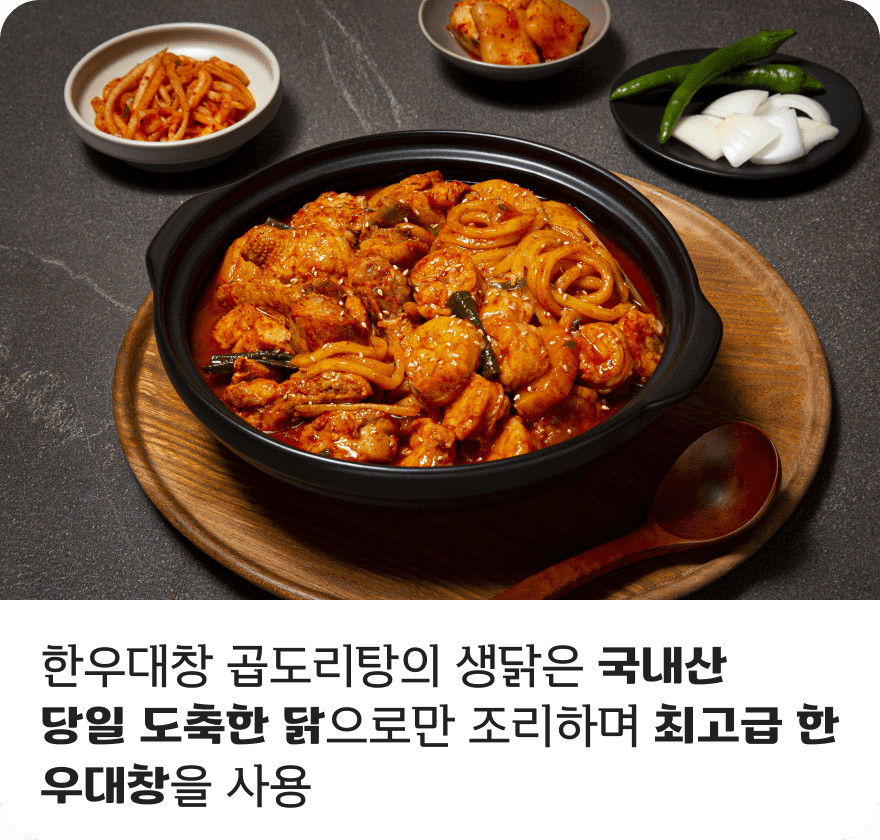 한우대창 곱도리탕의 생닭은 국내산
당일 도축한 닭으로만 조리하며 최고급 한
우대창을 사용